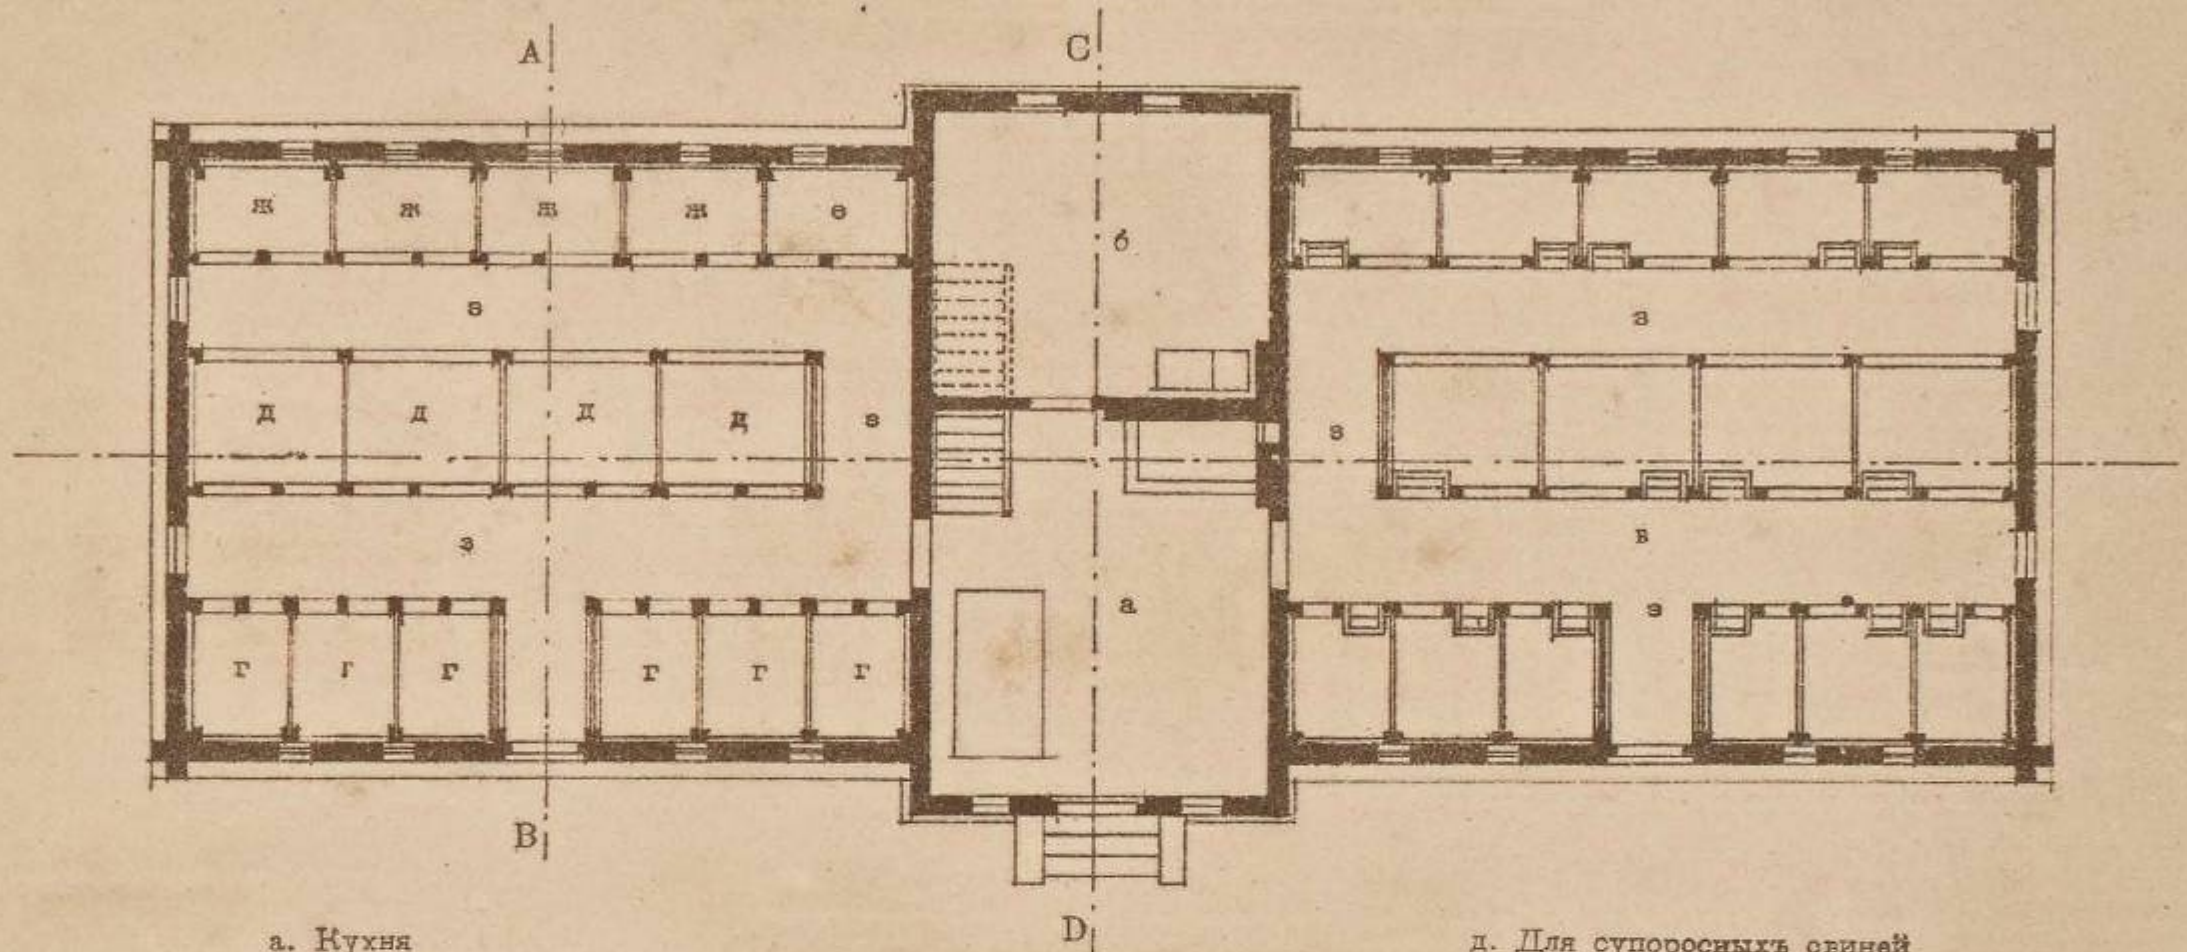 А
С
ж ж ж ж е
б
з
з
д д д д
з
з
з
в
а
з
г г г г г г
В
D
а. Кухня
д. Для супоросныхъ свиней